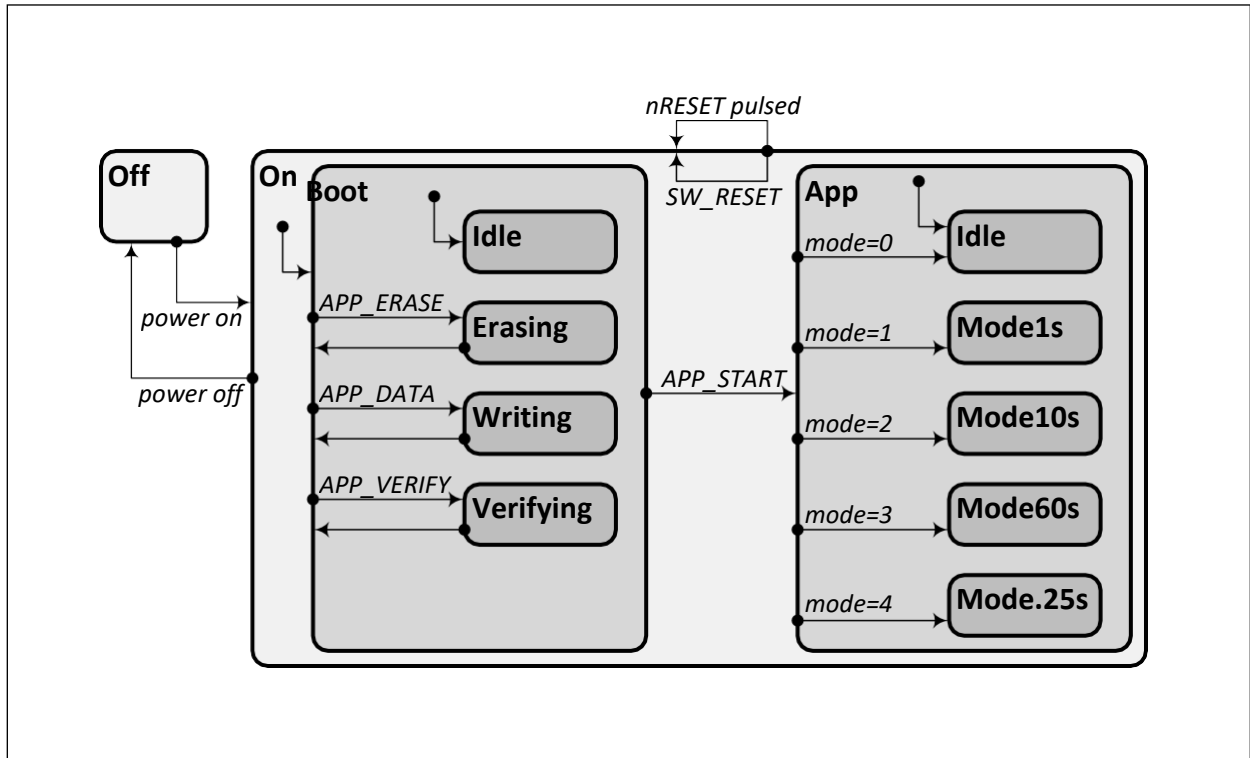 nRESET pulsed
SW_RESET
Off
power on
power off
On
Boot
Idle
APP_ERASE
Erasing
APP_DATA
Writing
APP_VERIFY
Verifying
APP_START
App
Idle
mode=0
mode=1
Mode1s
mode=2
Mode10s
mode=3
Mode60s
mode=4
Mode.25s